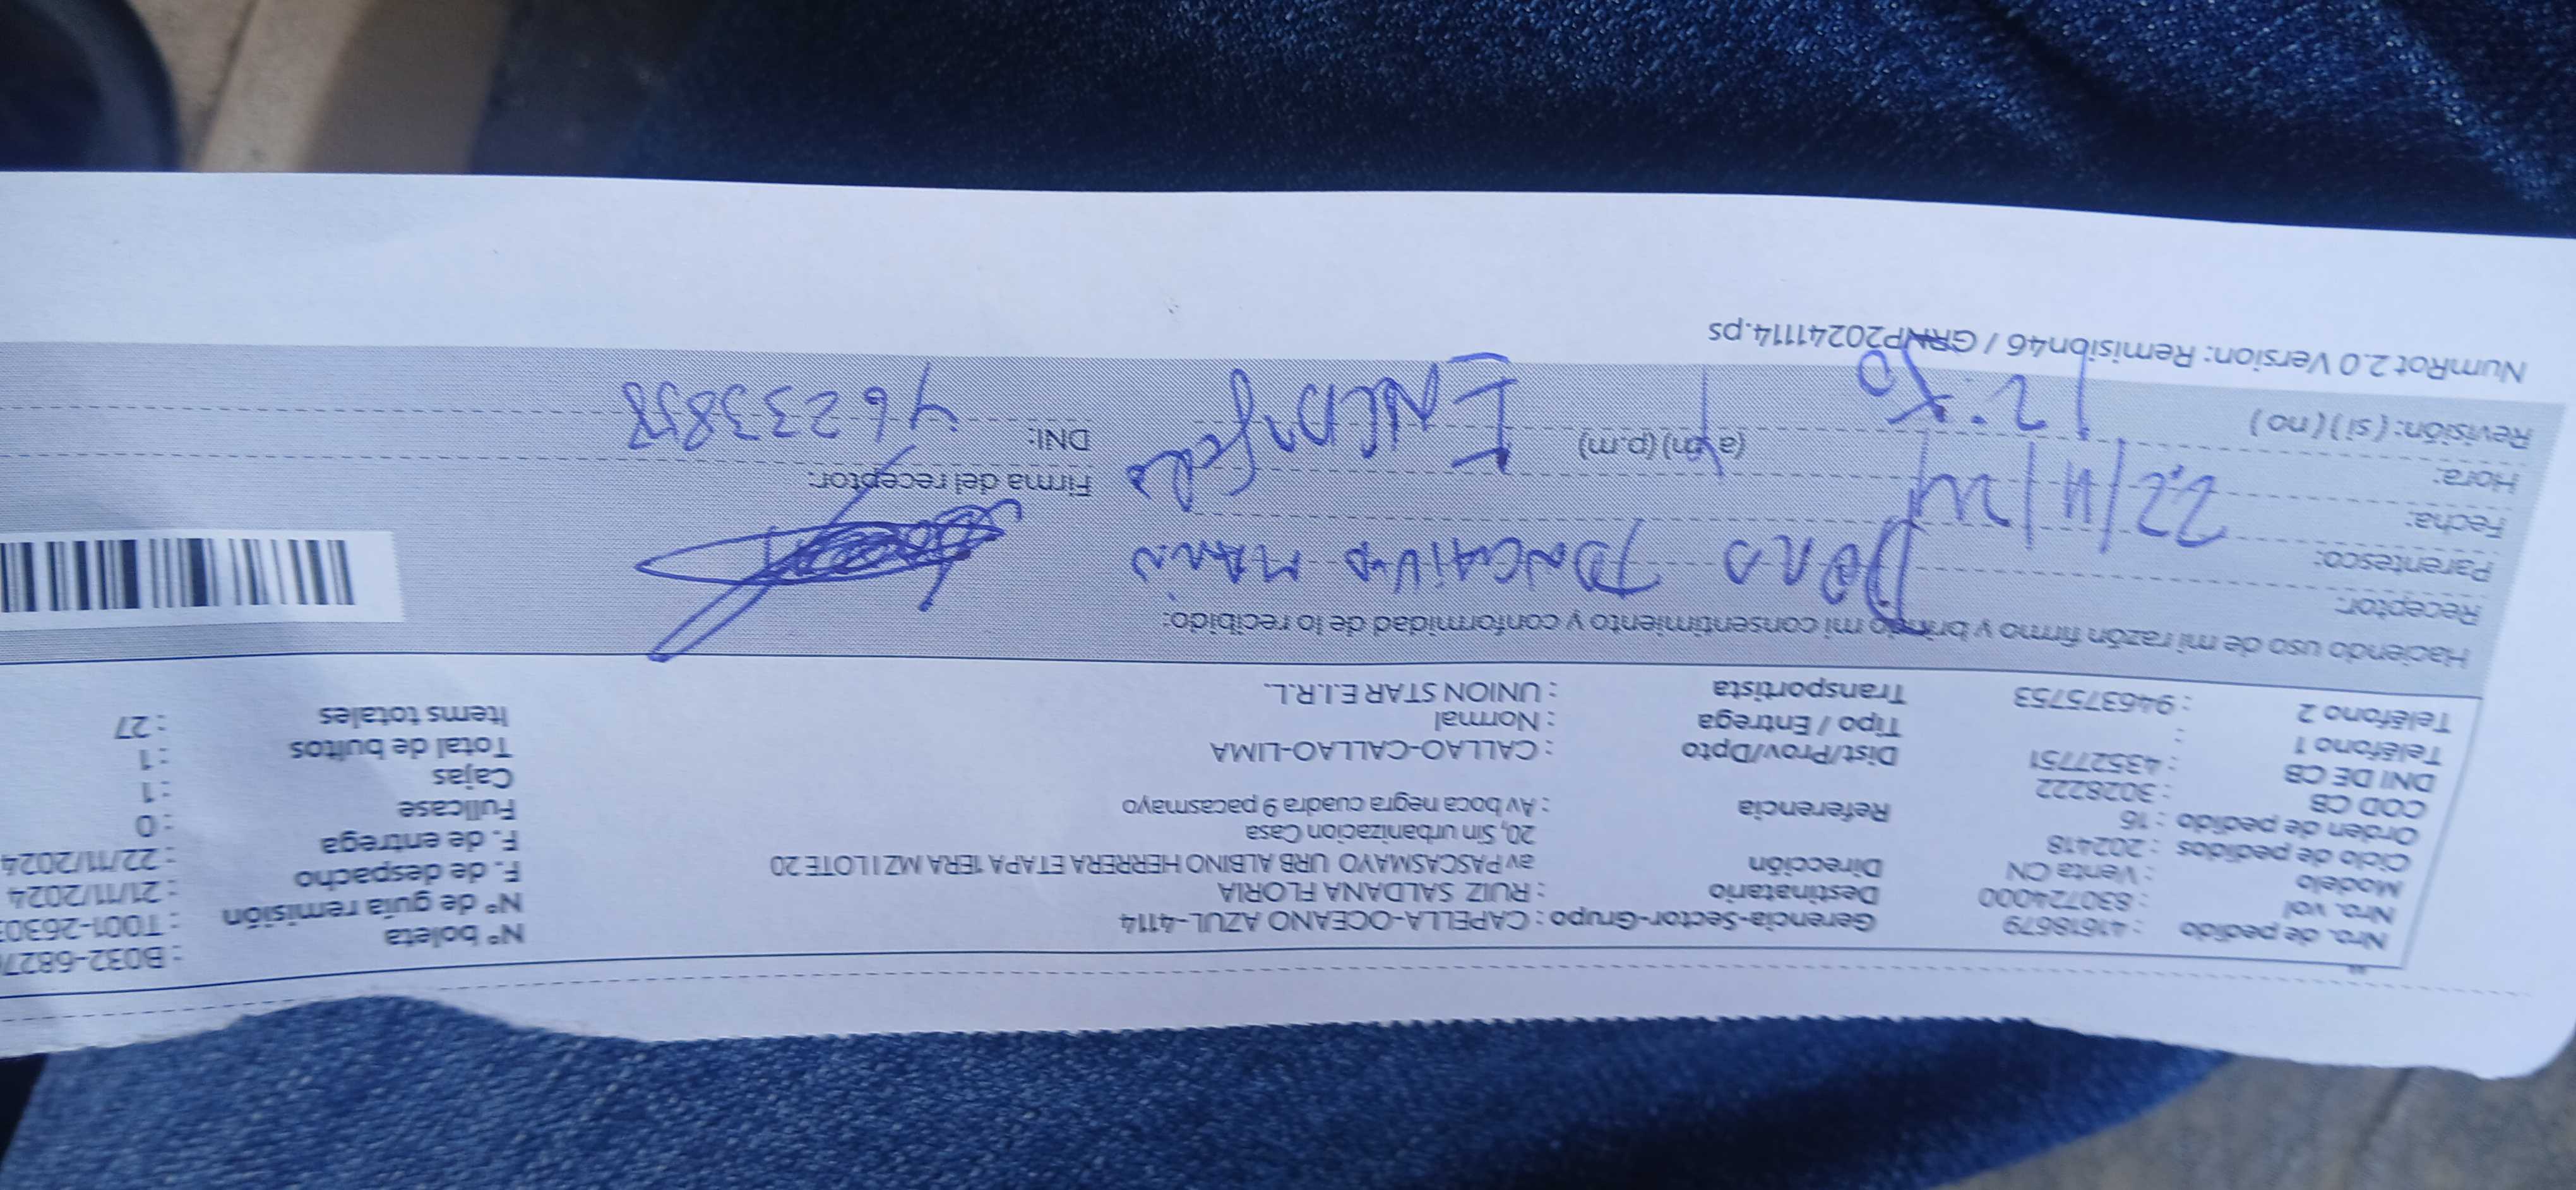 Nro. de pedido : 41618679 Gerencia-Sector-Grupo : CAPELLA-OCEANO AZUL-4114 N° boleta : B032-6827
Nro. vol : 830724000 Destinatario : RUIZ SALDANA FLORIA N° de guía remisión : T001-2630
Modelo : Venta CN Dirección av PASCASMAYO URB ALBINO HERRERA ETAPA 1ERA MZ I LOTE 20 F. de despacho : 21/11/2024
Ciclo de pedidos : 202418 20, Sin urbanizacion Casa F. de entrega : 22/11/2024
Orden de pedido : 16 Referencia : Av boca negra cuadra 9 pacasmayo Fullcase : 0
COD CB : 3028222 Cajas : 1
DNI DE CB : 43527751 Dist/Prov/Dpto : CALLAO-CALLAO-LIMA Total de bultos : 1
Teléfono 1 : Tipo / Entrega : Normal Items totales : 27
Teléfono 2 : 946375753 Transportista : UNION STAR E.I.R.L.
Haciendo uso de mi razón firmo y brindo mi consentimiento y conformidad de lo recibido:
Receptor:
Parentesco:
Fecha: 22/11/24 Firma del receptor:
Hora: 12:50 (a.m) (p.m) DNI: 46233858
Revisión: ( si ) ( no )
NumRot 2.0 Version: Remisión46 / GRNP20241114.ps